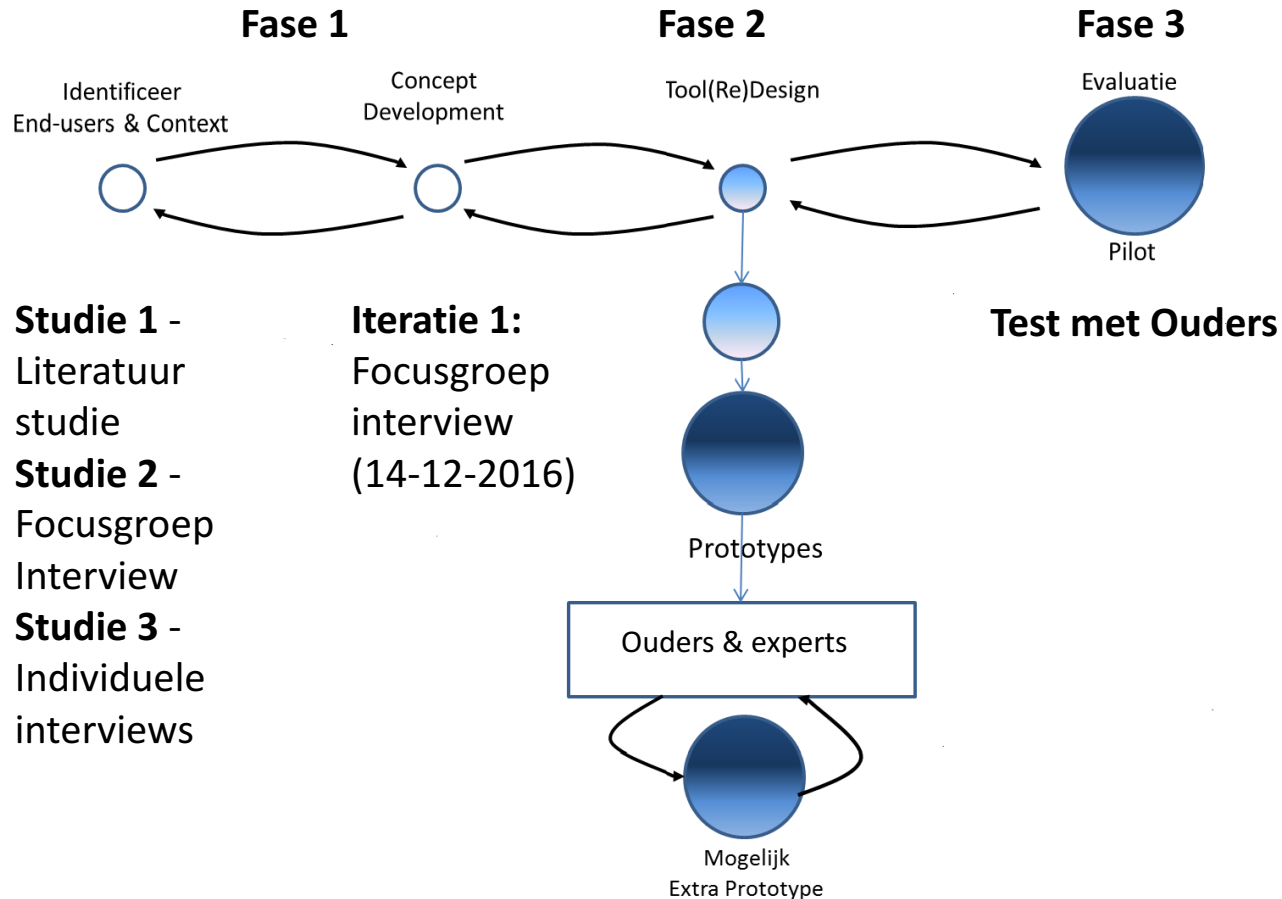 Fase 1
Fase 2
Fase 3
Identificeer
End-users & Context
Concept
Development
Tool(Re)Design
Evaluatie
Pilot
Studie 1 -
Literatuur
studie
Studie 2 -
Focusgroep
Interview
Studie 3 -
Individuele
interviews
Iteratie 1:
Focusgroep
interview
(14-12-2016)
Test met Ouders
Prototypes
Ouders & experts
Mogelijk
Extra Prototype